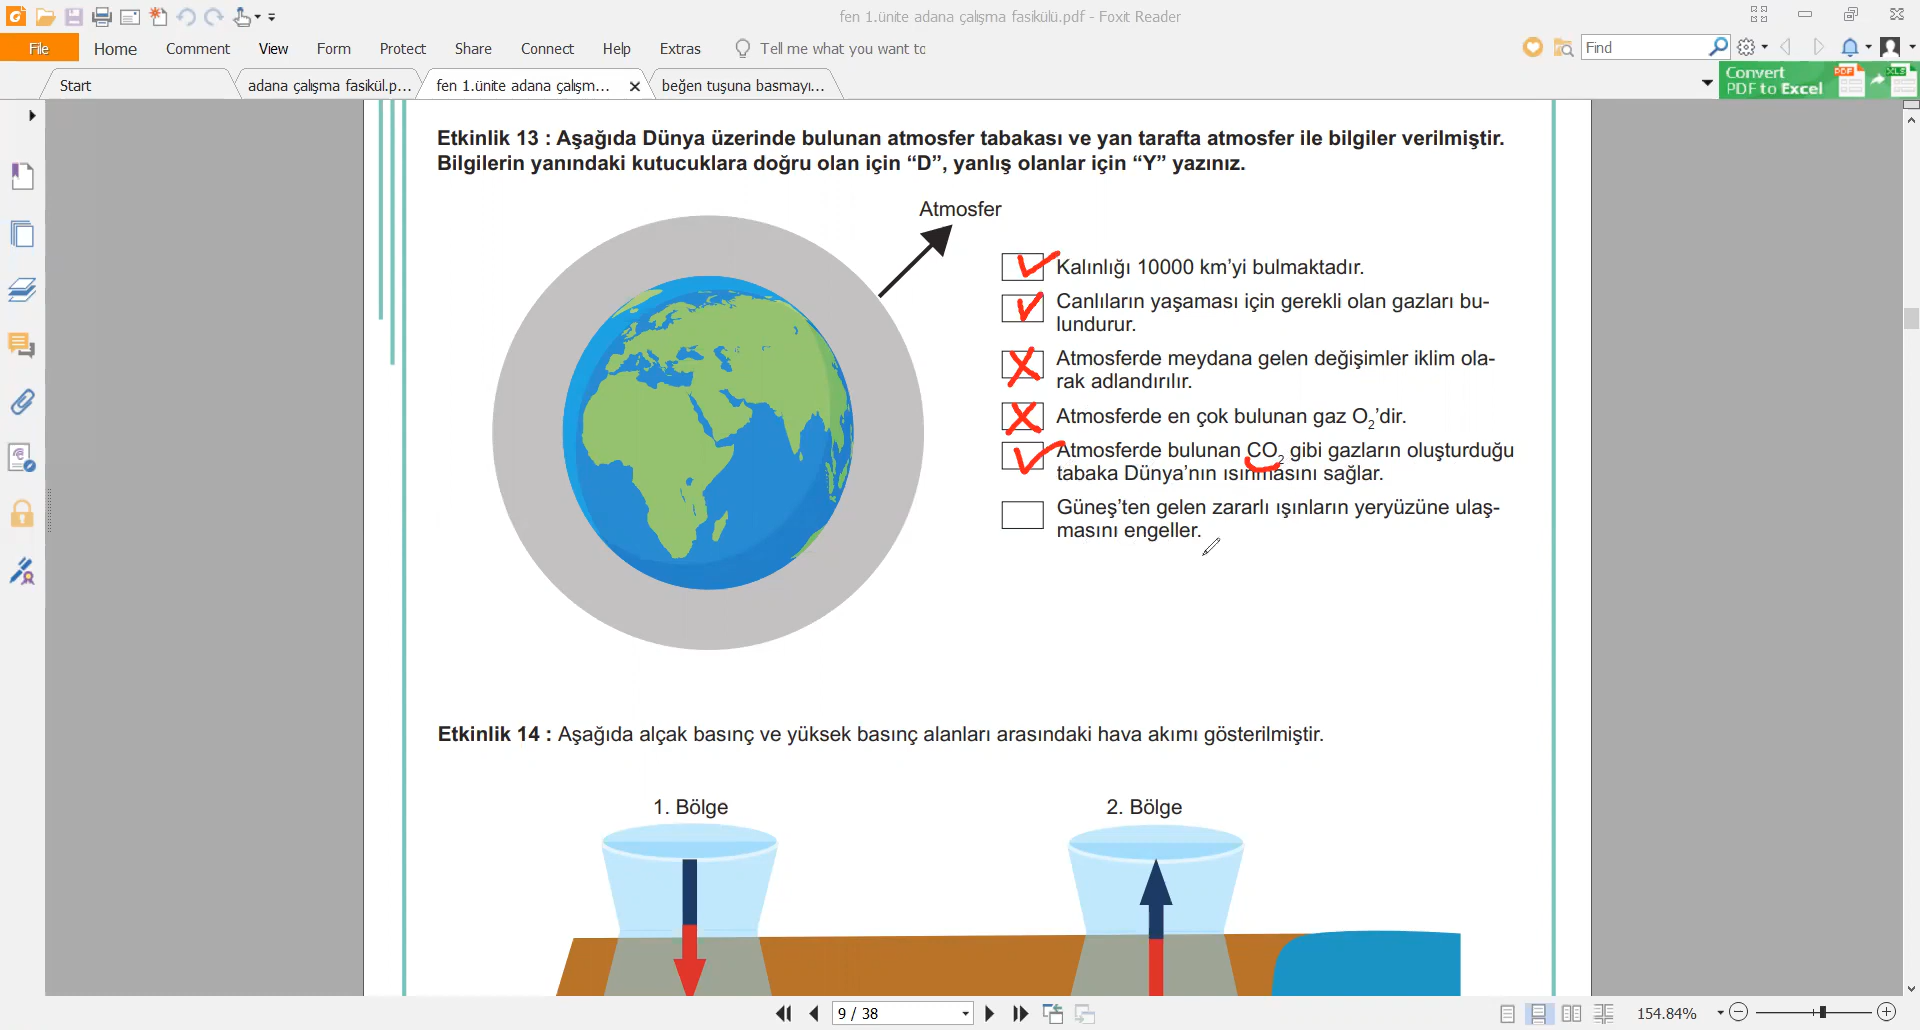 fen 1.ünite adana çalışma fasikülü.pdf - Foxit Reader
File Home Comment View Form Protect Share Connect Help Extras Tell me what you want to
Find
Start
adana çalışma fasikül.p...
fen 1.ünite adana çalışm...
beğen tuşuna basmayı...
Convert
PDF to Excel
PDF
XLS
Etkinlik 13 : Aşağıda Dünya üzerinde bulunan atmosfer tabakası ve yan tarafta atmosfer ile bilgiler verilmiştir.
Bilgilerin yanındaki kutucuklara doğru olan için “D”, yanlış olanlar için “Y” yazınız.
Atmosfer
Kalınlığı 10000 km’yi bulmaktadır.
Canlıların yaşaması için gerekli olan gazları bu-
lundurur.
Atmosferde meydana gelen değişimler iklim ola-
rak adlandırılır.
Atmosferde en çok bulunan gaz O₂’dir.
Atmosferde bulunan CO₂ gibi gazların oluşturduğu
tabaka Dünya’nın ısınmasını sağlar.
Güneş’ten gelen zararlı ışınların yeryüzüne ulaş-
masını engeller.
Etkinlik 14 : Aşağıda alçak basınç ve yüksek basınç alanları arasındaki hava akımı gösterilmiştir.
1. Bölge
2. Bölge
9 / 38
154.84%